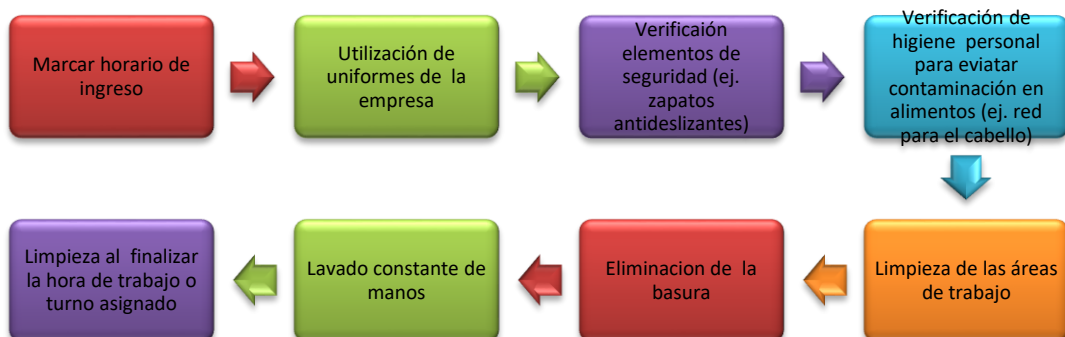 Marcar horario de
ingreso
Utilización de
uniformes de la
empresa
Verificaión
elementos de
seguridad (ej.
zapatos
antideslizantes)
Verificación de
higiene personal
para eviatar
contaminación en
alimentos (ej. red
para el cabello)
Limpieza de las áreas
de trabajo
Eliminacion de la
basura
Lavado constante de
manos
Limpieza al finalizar
la hora de trabajo o
turno asignado